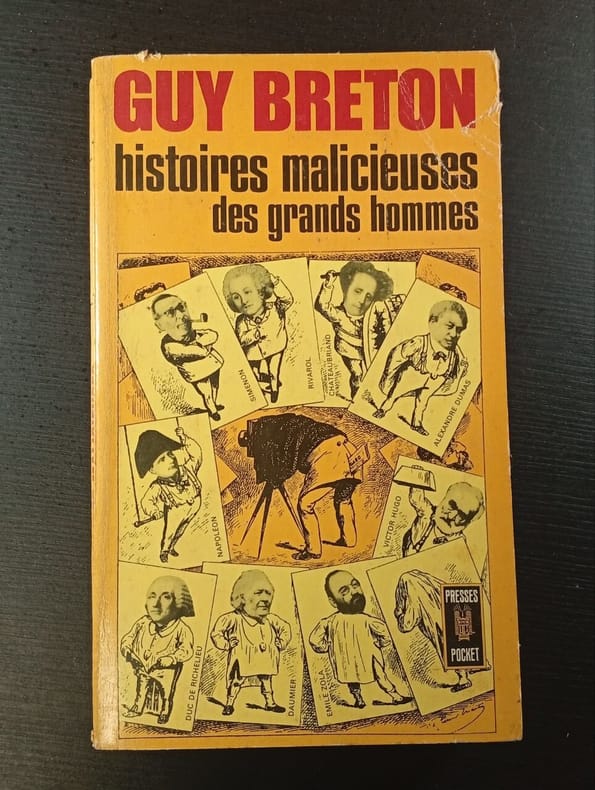 GUY BRETON
histoires malicieuses
des grands hommes
SIMENON
RIVAROL
CHATEAUBRIAND
ALEXANDRE DUMAS
NAPOLEON
VICTOR HUGO
DUC DE RICHELIEU
DAUMIER
EMILE ZOLA
PRESSES
POCKET